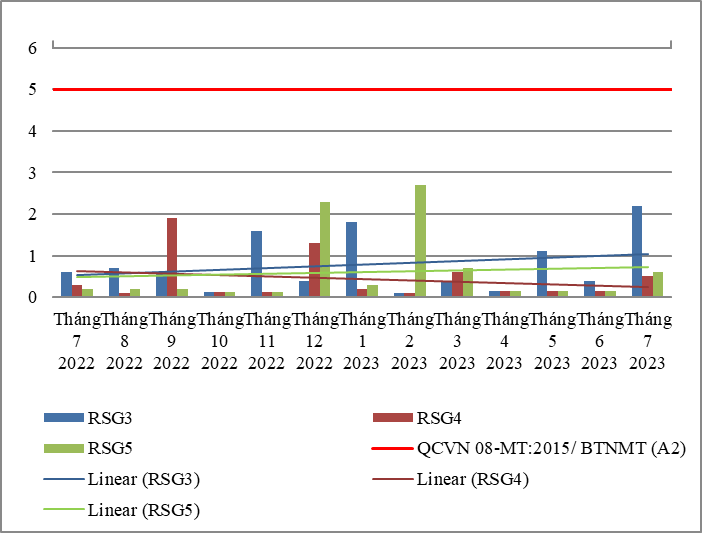 6
5
4
3
2
1
0
Tháng Tháng Tháng Tháng Tháng Tháng Tháng Tháng Tháng Tháng Tháng Tháng Tháng
7 8 9 10 11 12 1 2 3 4 5 6 7
2022 2022 2022 2022 2022 2022 2023 2023 2023 2023 2023 2023 2023
RSG3 RSG4
RSG5 QCVN 08-MT:2015/ BTNMT (A2)
Linear (RSG3) Linear (RSG4)
Linear (RSG5)